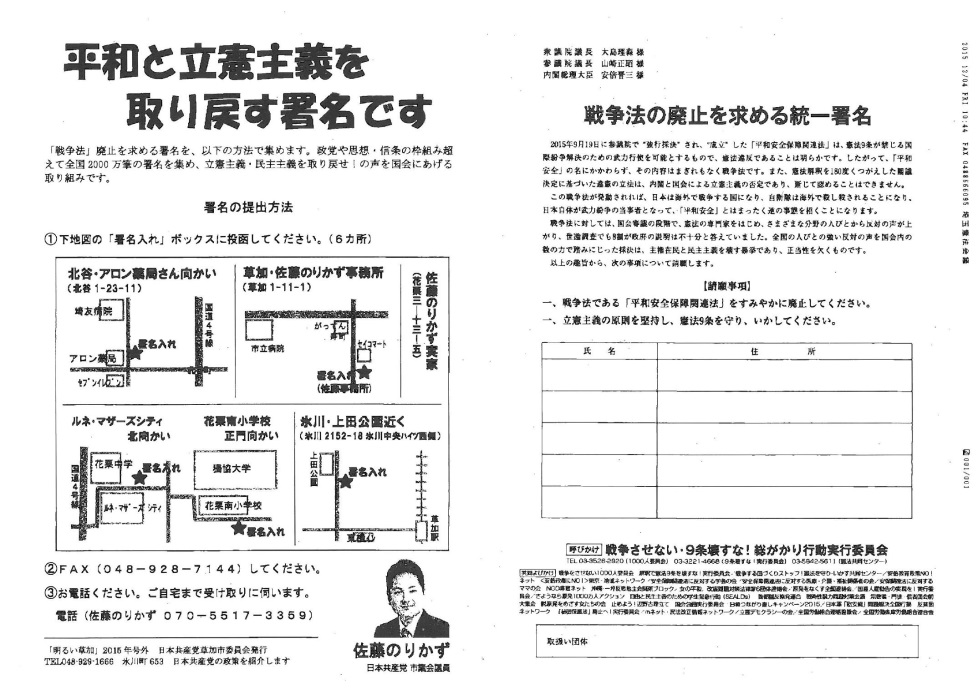 平和と立憲主義を
取り戻す署名です
「戦争法」廃止を求める署名を、以下の方法で集めます。政党や思想・信条の枠組み超
えて全国2000万筆の署名を集め、立憲主義・民主主義を取り戻せ!の声を国会にあげる
取り組みです。
署名の提出方法
①下地図の「署名入れ」ボックスに投函してください。(6カ所)
北谷・アロン薬局さん向かい
(北谷1-23-11)
埼友病院
国道4号線
署名入れ
アロン薬局
セブンイレブン
草加・佐藤のりかず事務所
(草加1-11-1)
がってん
市立病院
セイコマート
署名入れ
(佐藤事務所)
佐藤のりかず実家
(花栗三-十三-(五)
ルネ・マザーズシティ
北向かい
花栗中学
署名入れ
国道4号線
ルネ・マザーズシティ
花栗南小学校
正門向かい
獨協大学
花栗南小学校
署名入れ
氷川・上田公園近く
(氷川2152-18氷川中央ハイツ西側)
上田公園
署名入れ
草加駅
②FAX(048-928-7144)してください。
③お電話ください。ご自宅まで受け取りに伺います。
電話(佐藤のりかず 070-5517-3359)
「明るい草加」2015年号外 日本共産党草加市委員会発行
TEL048-929-1666 氷川町653 日本共産党の政策を紹介します
佐藤のりかず
日本共産党 市議会議員
衆議院議長 大島理森 様
参議院議長 山崎正昭 様
内閣総理大臣 安倍晋三 様
戦争法の廃止を求める統一署名
2015年9月19日に参議院で“強行採決”され、“成立”した「平和安全保障関連法」は、憲法9条が禁じる国
際紛争解決のための武力行使を可能とするもので、憲法違反であることは明らかです。したがって、「平和
安全」の名にかかわらず、その内容はまぎれもなく戦争法です。また、憲法解釈を180度くつがえした閣議
決定に基づいた違憲の立法は、内閣と国会による立憲主義の否定であり、断じて認めることはできません。
この戦争法が発動されれば、日本は海外で戦争する国になり、自衛隊は海外で殺し殺されることになり、
日本自体が武力紛争の当事者となって、「平和安全」とはまったく逆の事態を招くことになります。
戦争法に対しては、国会審議の段階で、憲法の専門家をはじめ、さまざまな分野の人びとから反対の声が上
がり、世論調査でも8割が政府の説明は不十分と答えていました。全国の人びとの強い反対の声を国会内の
数の力で踏みにじった採決は、主権在民と民主主義を壊す暴挙であり、正当性を欠くものです。
以上の趣旨から、次の事項について請願します。
【請願事項】
一、戦争法である「平和安全保障関連法」をすみやかに廃止してください。
一、立憲主義の原則を堅持し、憲法9条を守り、いかしてください。
氏 名
住 所
呼びかけ 戦争させない・9条壊すな!総がかり行動実行委員会
TEL 03-3526-2920(1000人委員会) 03-3221-4668(9条壊すな!実行委員会) 03-5842-5611(憲法センター)
取扱い団体
2015 12/04 FRI 10:44 FAX
001/001